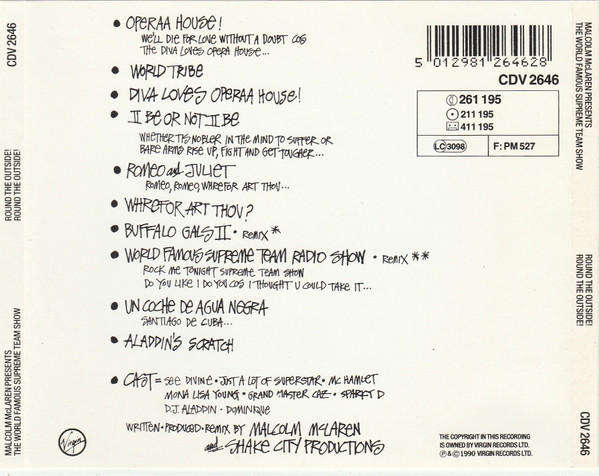 MALCOLM McLAREN PRESENTS
THE WORLD FAMOUS SUPREME TEAM SHOW
ROUND THE OUTSIDE!
ROUND THE OUTSIDE!
CDV 2646
• OPERAA HOUSE!
WE'LL DIE FOR LOVE WITHOUT A DOUBT COS
THE DIVA LOVES OPERA HOUSE...
• WORLD TRIBE
• DIVA LOVES OPERAA HOUSE!
• II BE OR NOT II BE
WHETHER TIS NOBLER IN THE MIND TO SUFFER OR
BARE ARMS RISE UP, FIGHT AND GET TOUGHER...
• ROMEO and JULIET
ROMEO, ROMEO, WHREFOR ART THOU...
• WHREFOR ART THOU?
• BUFFALO GALS II • REMIX *
• WORLD FAMOUS SUPREME TEAM RADIO SHOW • REMIX **
ROCK ME TONIGHT SUPREME TEAM SHOW
DO YOU LIKE I DO YOU COS I THOUGHT U COULD TAKE IT...
• UN COCHE DE AGUA NEGRA
SANTIAGO DE CUBA...
• ALADDIN'S SCRATCH
• CAST = SEE DIVINE • JUST A LOT OF SUPERSTAR • MC HAMLET
MONA LISA YOUNG • GRAND MASTER CAZ • SPARKY D
D.J. ALADDIN • DOMINIQUE
WRITTEN • PRODUCED • REMIX BY MALCOLM McLAREN
and SHAKE CITY PRODUCTIONS
5 012981 264628
CDV 2646
261 195
211 195
411 195
LC 3098
F: PM 527
Virgin
THE COPYRIGHT IN THIS RECORDING
IS OWNED BY VIRGIN RECORDS LTD.
℗ & © 1990 VIRGIN RECORDS LTD.
MALCOLM McLAREN PRESENTS
THE WORLD FAMOUS SUPREME TEAM SHOW
ROUND THE OUTSIDE!
ROUND THE OUTSIDE!
CDV 2646